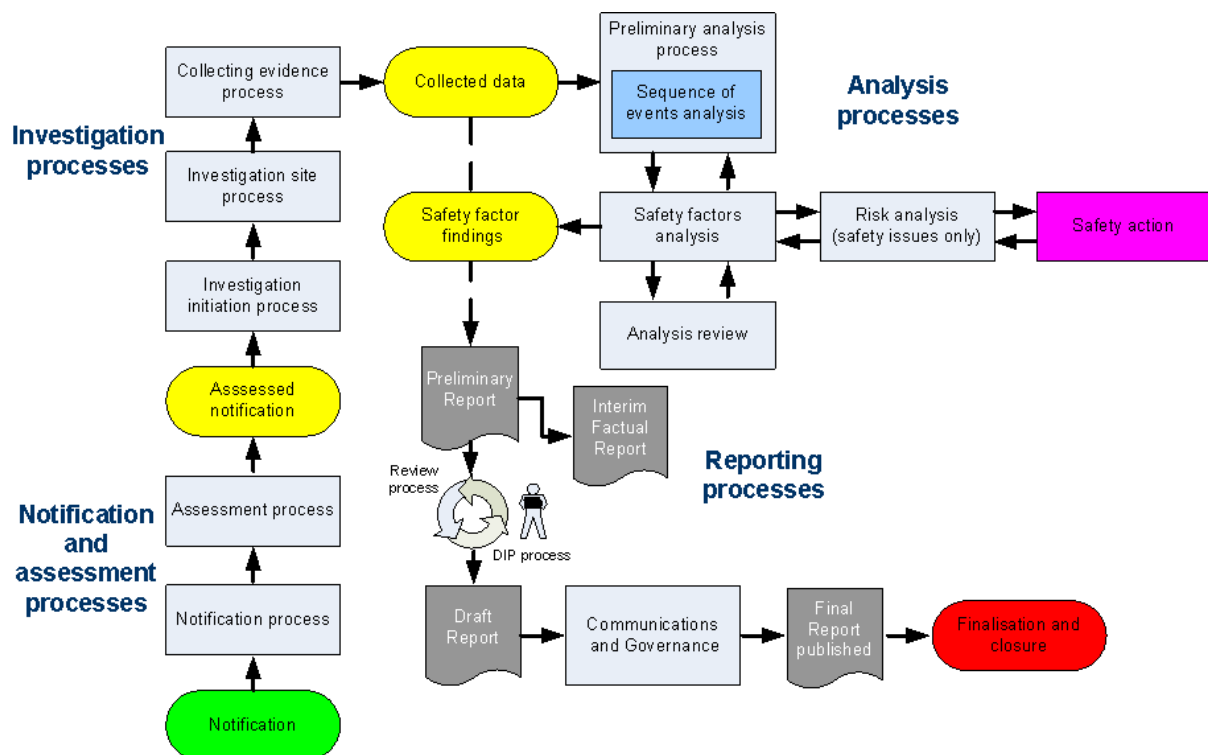 Preliminary analysis
process
Sequence of
events analysis
Collecting evidence
process
Collected data
Analysis
processes
Investigation
processes
Investigation site
process
Safety factor
findings
Safety factors
analysis
Risk analysis
(safety issues only)
Safety action
Investigation
initiation process
Analysis review
Asssessed
notification
Preliminary
Report
Interim
Factual
Report
Reporting
processes
Review
process
DIP process
Notification
and
assessment
processes
Assessment process
Notification process
Draft
Report
Communications
and Governance
Final
Report
published
Finalisation and
closure
Notification